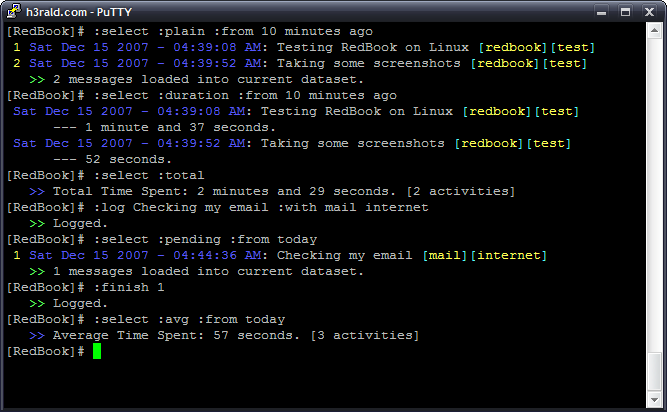 h3rald.com - PuTTY
[RedBook]# :select :plain :from 10 minutes ago
1 Sat Dec 15 2007 - 04:39:08 AM: Testing RedBook on Linux [redbook][test]
2 Sat Dec 15 2007 - 04:39:52 AM: Taking some screenshots [redbook][test]
>> 2 messages loaded into current dataset.
[RedBook]# :select :duration :from 10 minutes ago
Sat Dec 15 2007 - 04:39:08 AM: Testing RedBook on Linux [redbook][test]
--- 1 minute and 37 seconds.
Sat Dec 15 2007 - 04:39:52 AM: Taking some screenshots [redbook][test]
--- 52 seconds.
[RedBook]# :select :total
>> Total Time Spent: 2 minutes and 29 seconds. [2 activities]
[RedBook]# :log Checking my email :with mail internet
>> Logged.
[RedBook]# :select :pending :from today
1 Sat Dec 15 2007 - 04:44:36 AM: Checking my email [mail][internet]
>> 1 messages loaded into current dataset.
[RedBook]# :finish 1
>> Logged.
[RedBook]# :select :avg :from today
>> Average Time Spent: 57 seconds. [3 activities]
[RedBook]#